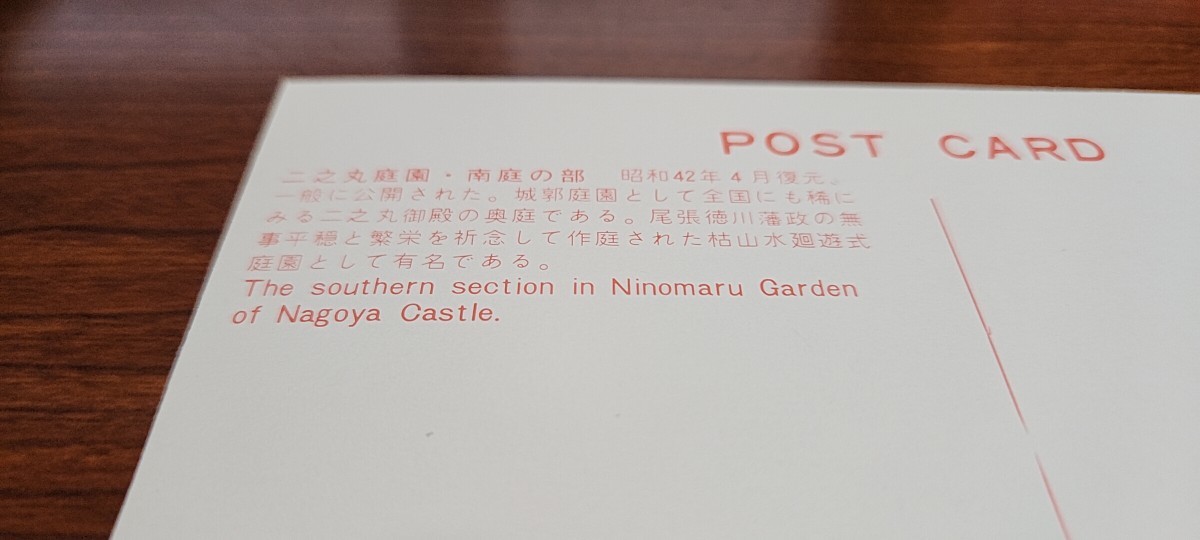 POST CARD
二之丸庭園・南庭の部　昭和42年4月復元。
一般に公開された。城郭庭園として全国にも稀に
みる二之丸御殿の奥庭である。尾張徳川藩政の無
事平穏と繁栄を祈念して作庭された枯山水廻遊式
庭園として有名である。
The southern section in Ninomaru Garden
of Nagoya Castle.